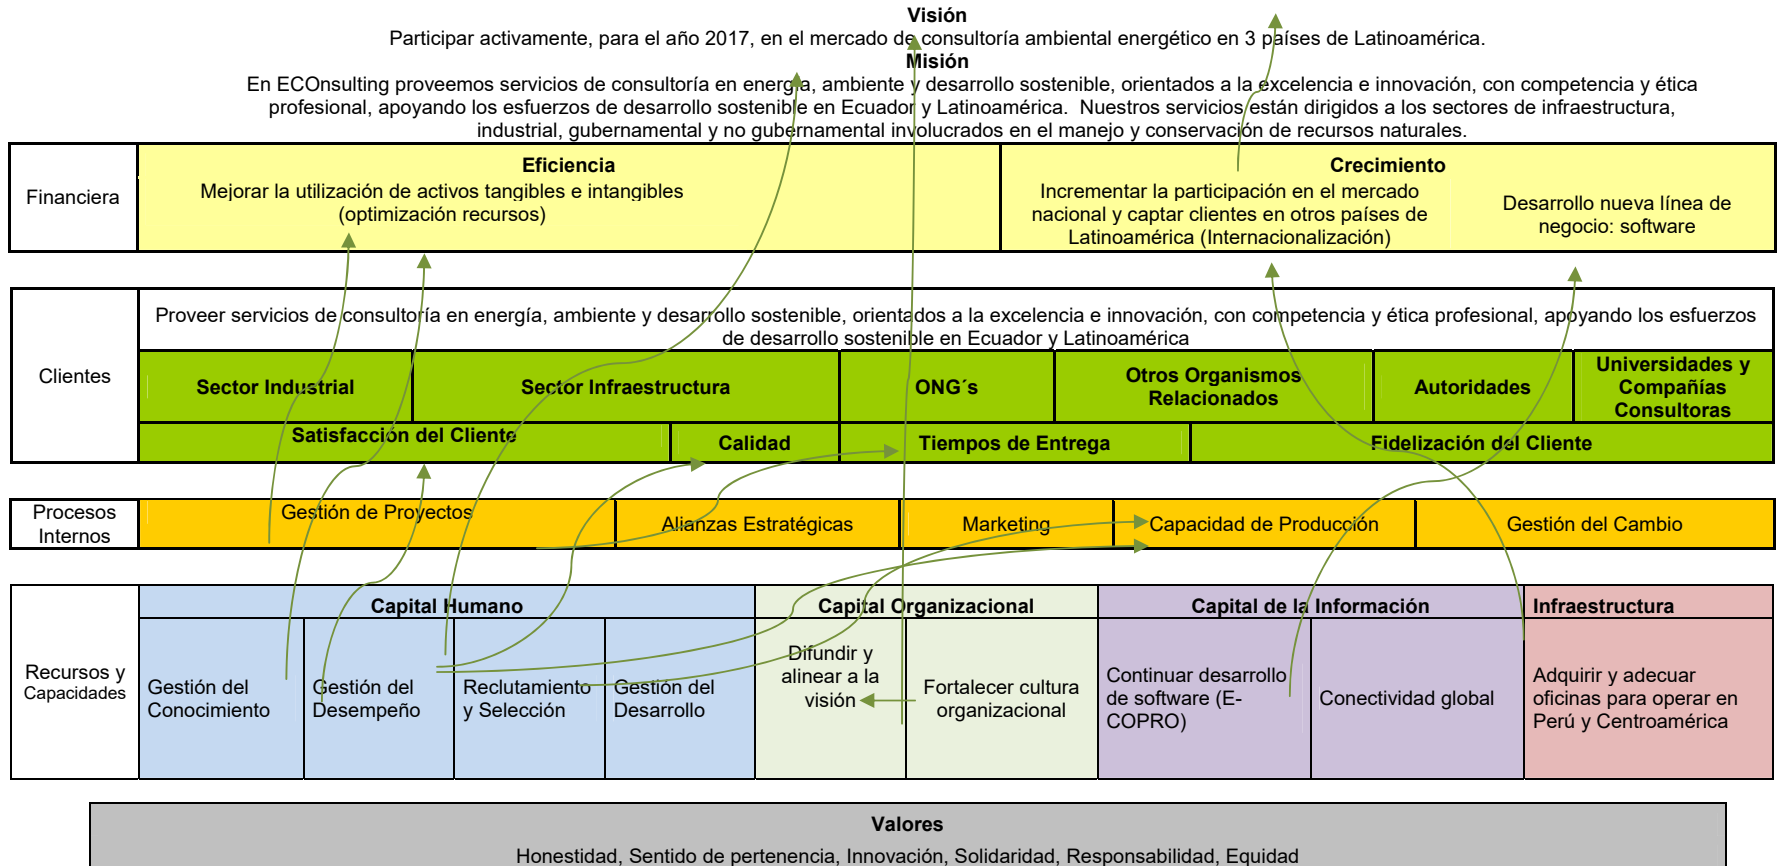 Visión
Participar activamente, para el año 2017, en el mercado de consultoría ambiental energético en 3 países de Latinoamérica.
Misión
En ECOnsulting proveemos servicios de consultoría en energía, ambiente y desarrollo sostenible, orientados a la excelencia e innovación, con competencia y ética
profesional, apoyando los esfuerzos de desarrollo sostenible en Ecuador y Latinoamérica. Nuestros servicios están dirigidos a los sectores de infraestructura,
industrial, gubernamental y no gubernamental involucrados en el manejo y conservación de recursos naturales.
Financiera
Eficiencia
Mejorar la utilización de activos tangibles e intangibles
(optimización recursos)
Crecimiento
Incrementar la participación en el mercado
nacional y captar clientes en otros países de
Latinoamérica (Internacionalización)
Desarrollo nueva línea de
negocio: software
Clientes
Proveer servicios de consultoría en energía, ambiente y desarrollo sostenible, orientados a la excelencia e innovación, con competencia y ética profesional, apoyando los esfuerzos
de desarrollo sostenible en Ecuador y Latinoamérica
Sector Industrial
Sector Infraestructura
ONG´s
Otros Organismos
Relacionados
Autoridades
Universidades y
Compañías
Consultoras
Satisfacción del Cliente
Calidad
Tiempos de Entrega
Fidelización del Cliente
Procesos
Internos
Gestión de Proyectos
Alianzas Estratégicas
Marketing
Capacidad de Producción
Gestión del Cambio
Recursos y
Capacidades
Capital Humano
Gestión del
Conocimiento
Gestión del
Desempeño
Reclutamiento
y Selección
Gestión del
Desarrollo
Capital Organizacional
Difundir y
alinear a la
visión
Fortalecer cultura
organizacional
Capital de la Información
Continuar desarrollo
de software (E-
COPRO)
Conectividad global
Infraestructura
Adquirir y adecuar
oficinas para operar en
Perú y Centroamérica
Valores
Honestidad, Sentido de pertenencia, Innovación, Solidaridad, Responsabilidad, Equidad